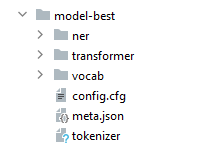 model-best
ner
transformer
vocab
config.cfg
meta.json
tokenizer